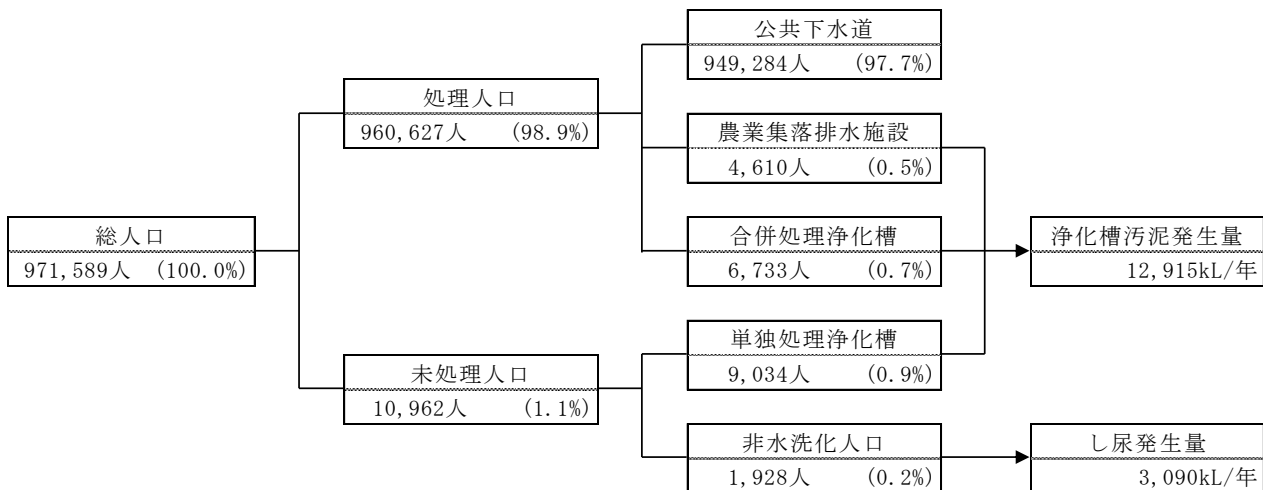 総人口
971,589人 (100.0%)
処理人口
960,627人 (98.9%)
未処理人口
10,962人 (1.1%)
公共下水道
949,284人 (97.7%)
農業集落排水施設
4,610人 (0.5%)
合併処理浄化槽
6,733人 (0.7%)
単独処理浄化槽
9,034人 (0.9%)
非水洗化人口
1,928人 (0.2%)
浄化槽汚泥発生量
12,915kL/年
し尿発生量
3,090kL/年